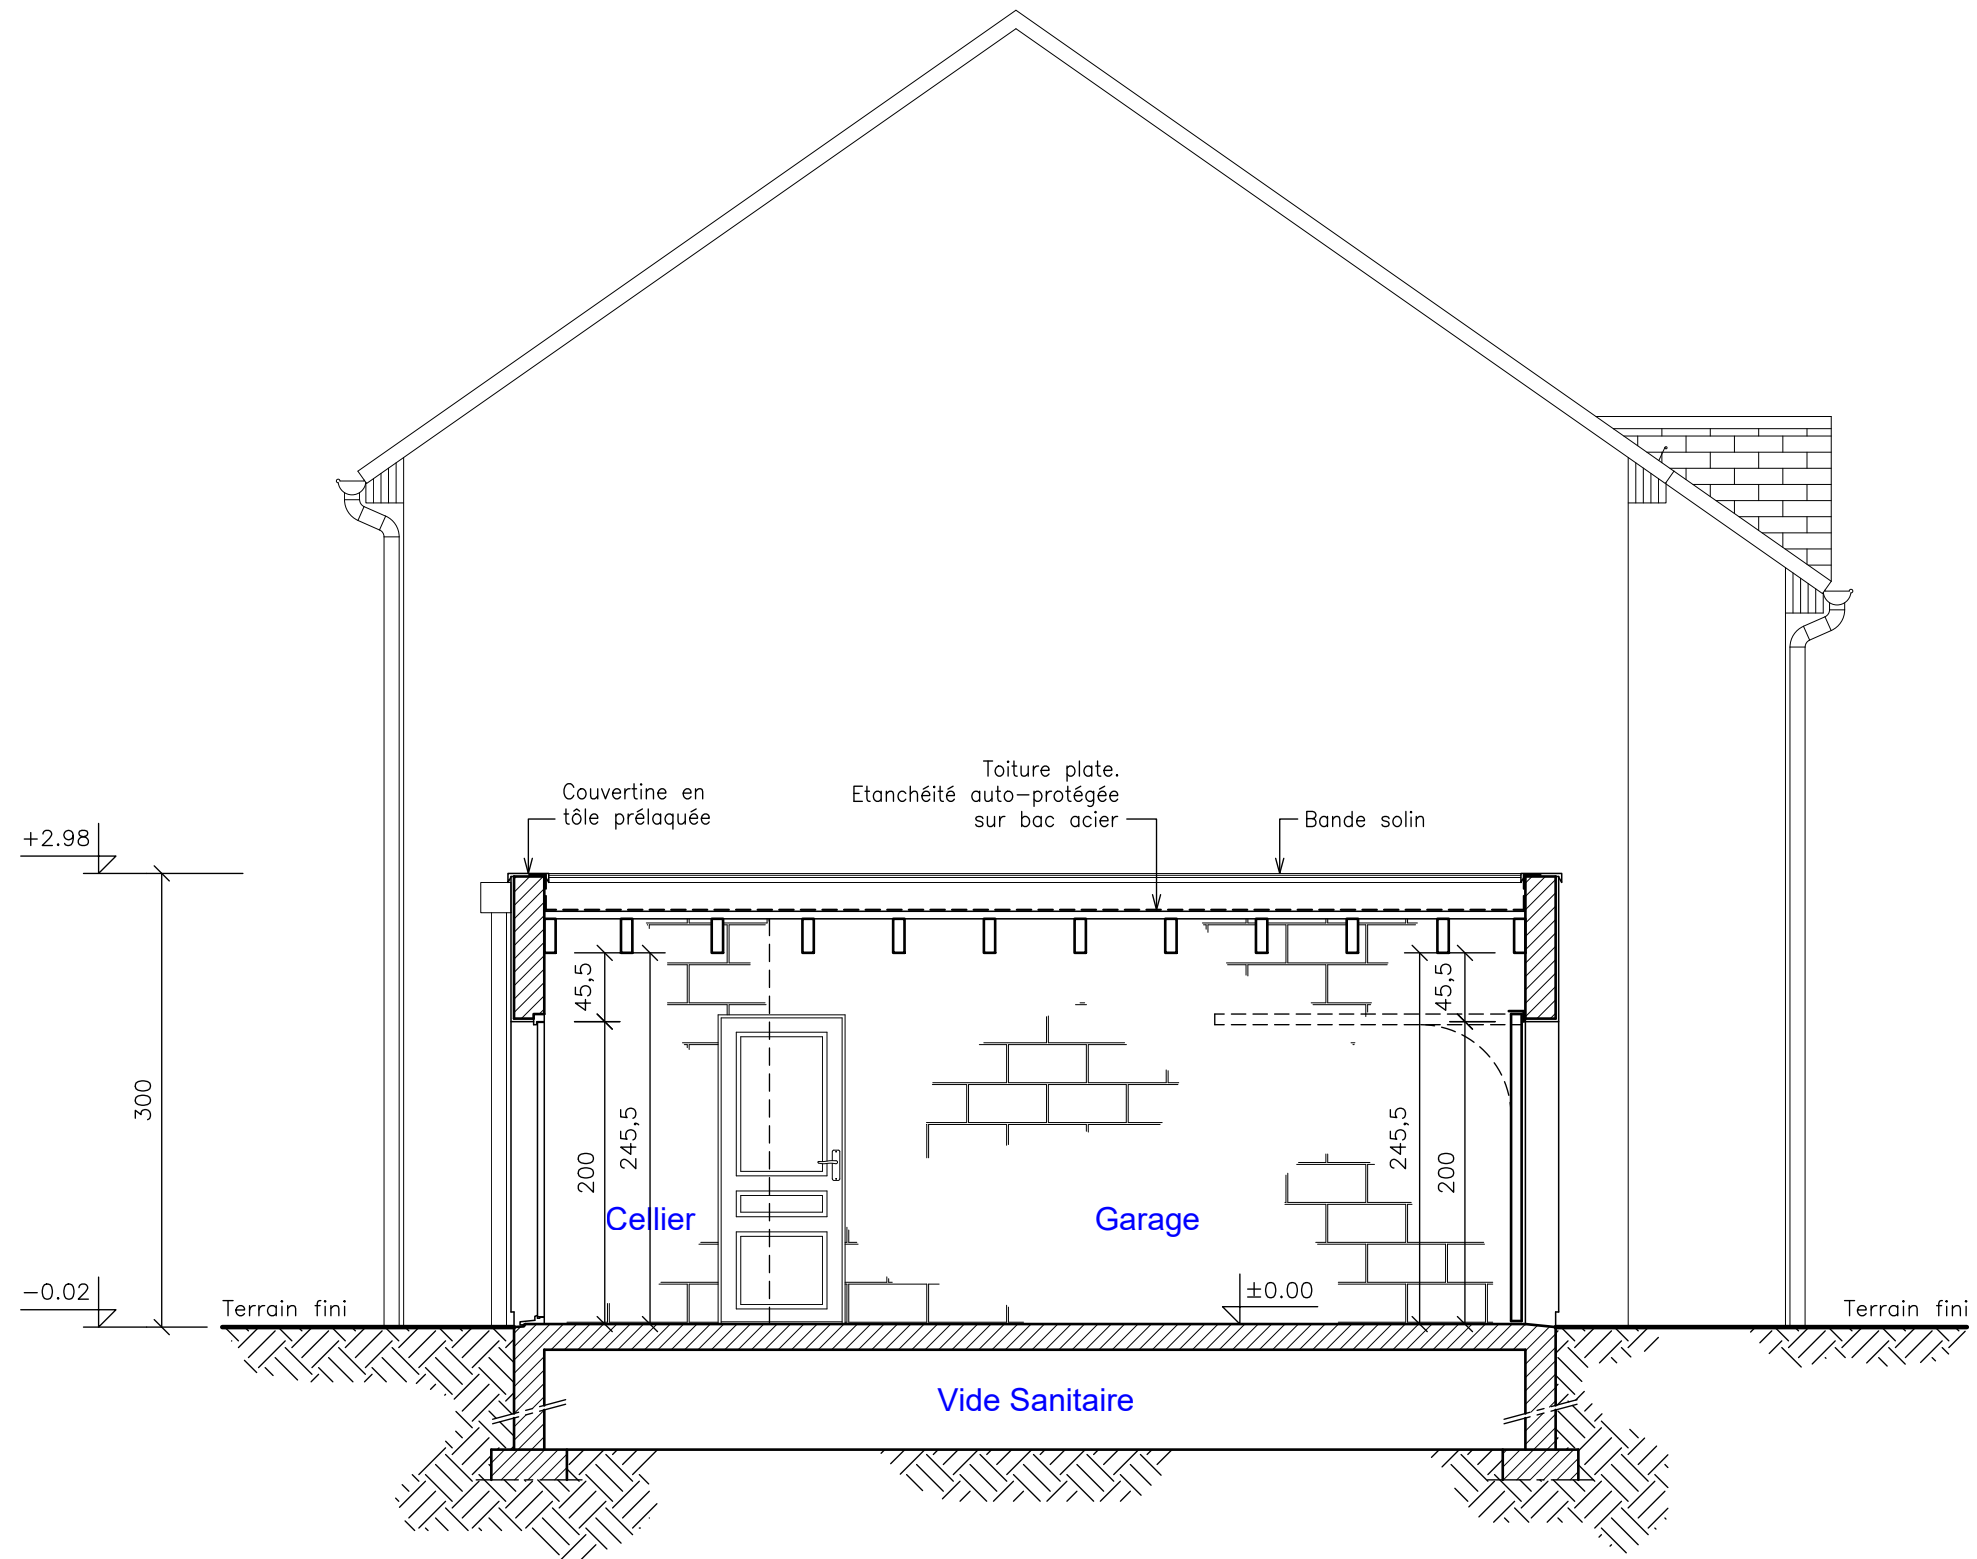 Couvertine en
tôle prélaquée
Toiture plate.
Etanchéité auto-protégée
sur bac acier
Bande solin
+2.98
300
-0.02
Terrain fini
45,5
245,5
200
Cellier
Garage
±0.00
45,5
245,5
200
Terrain fini
Vide Sanitaire